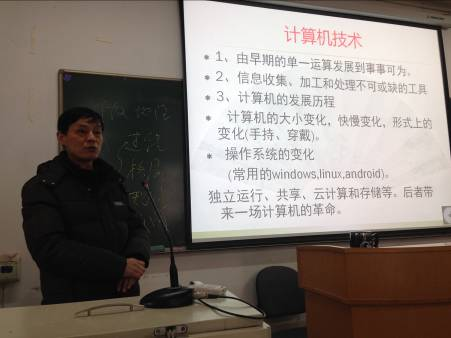 计算机技术
1、由早期的单一运算发展到事事可为。
2、信息收集、加工和处理不可或缺的工具
3、计算机的发展历程
计算机的大小变化，快慢变化，形式上的
变化(手持、穿戴)。
操作系统的变化
(常用的windows,linux,android)。
独立运行、共享、云计算和存储等。后者带
来一场计算机的革命。